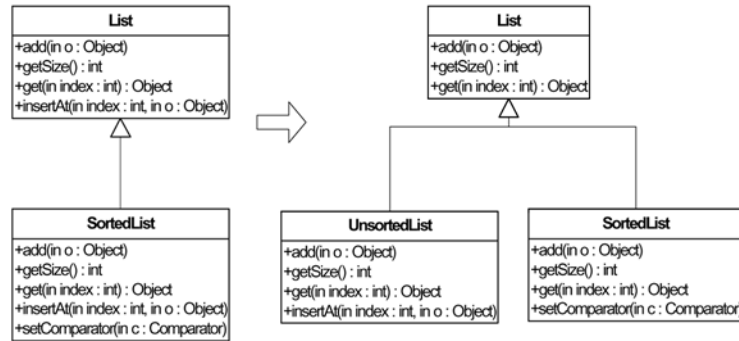 List
+add(in o : Object)
+getSize() : int
+get(in index : int) : Object
+insertAt(in index : int, in o : Object)
SortedList
+add(in o : Object)
+getSize() : int
+get(in index : int) : Object
+insertAt(in index : int, in o : Object)
+setComparator(in c : Comparator)
List
+add(in o : Object)
+getSize() : int
+get(in index : int) : Object
UnsortedList
+add(in o : Object)
+getSize() : int
+get(in index : int) : Object
+insertAt(in index : int, in o : Object)
SortedList
+add(in o : Object)
+getSize() : int
+get(in index : int) : Object
+setComparator(in c : Comparator)